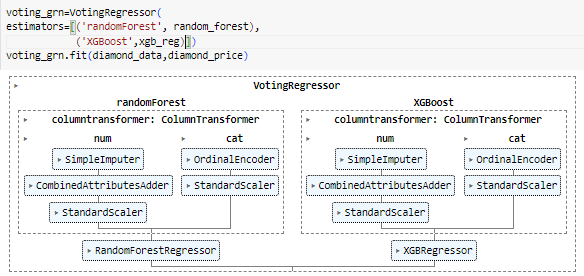 voting_grn=VotingRegressor(
estimators=[('randomForest', random_forest),
('XGBoost',xgb_reg)])
voting_grn.fit(diamond_data,diamond_price)
VotingRegressor
randomForest XGBoost
columntransformer: ColumnTransformer columntransformer: ColumnTransformer
num cat num cat
SimpleImputer OrdinalEncoder SimpleImputer OrdinalEncoder
CombinedAttributesAdder StandardScaler CombinedAttributesAdder StandardScaler
StandardScaler StandardScaler
RandomForestRegressor XGBRegressor